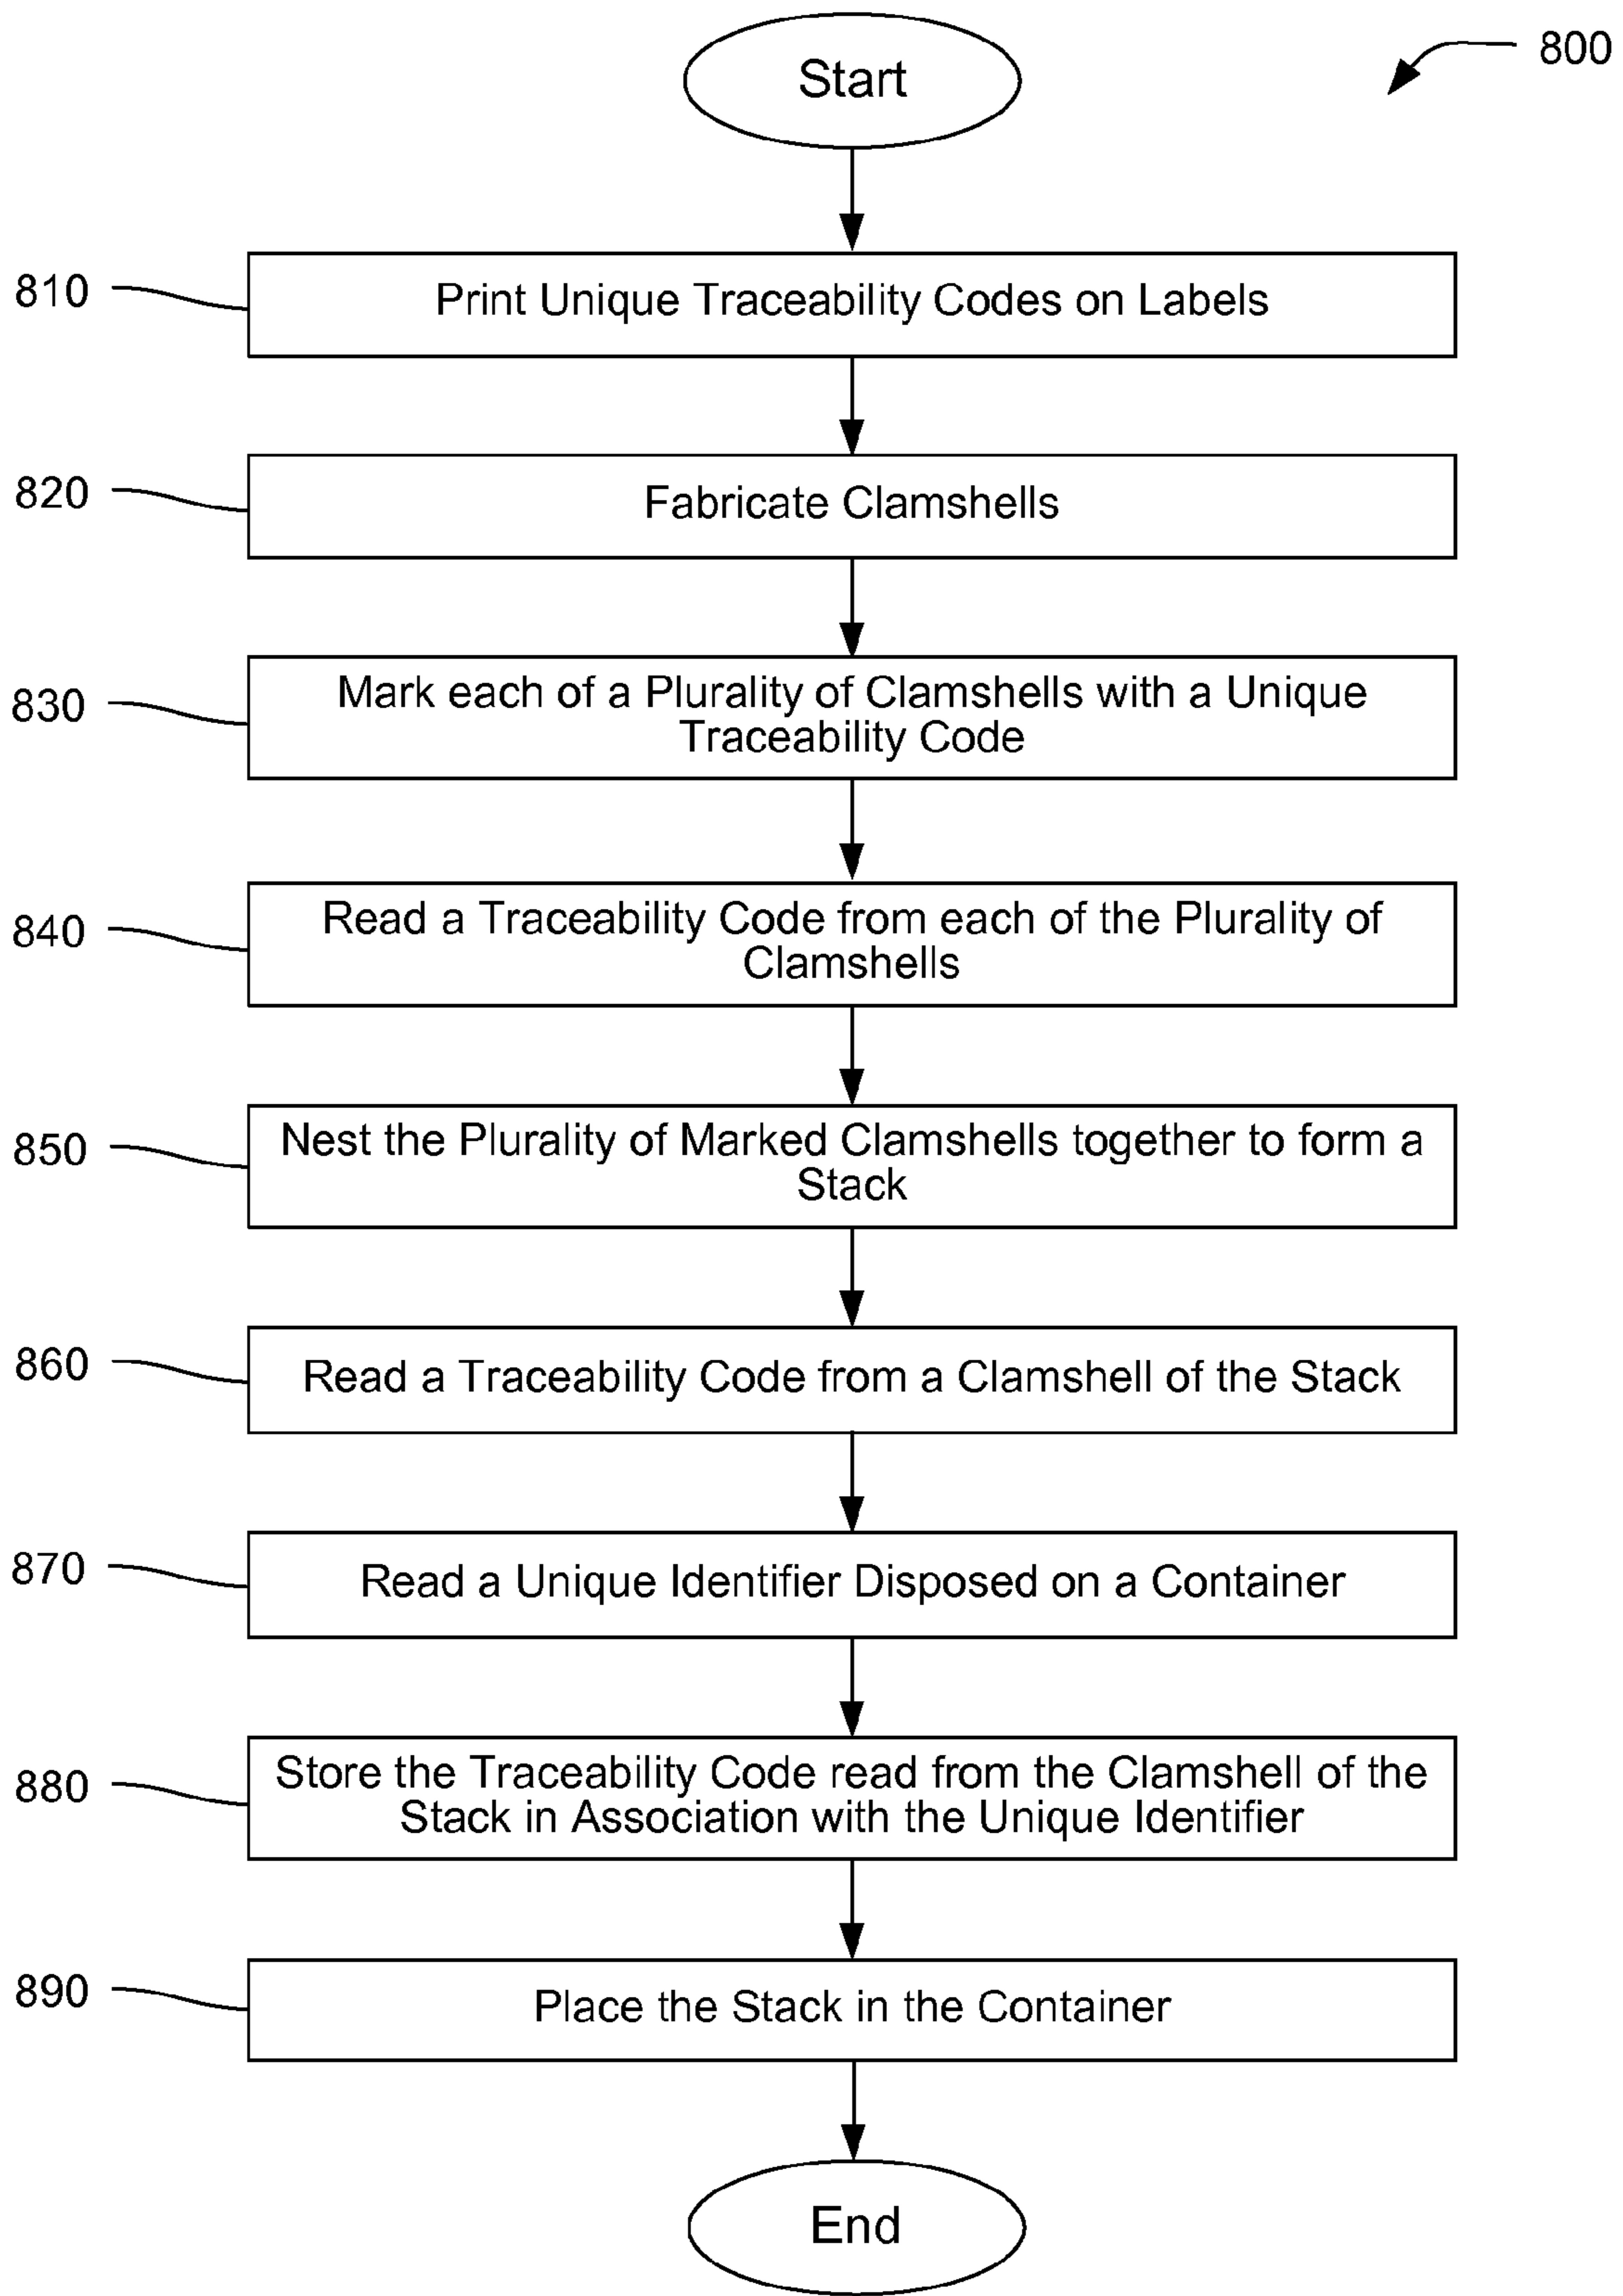 Start
800
810
Print Unique Traceability Codes on Labels
820
Fabricate Clamshells
830
Mark each of a Plurality of Clamshells with a Unique
Traceability Code
840
Read a Traceability Code from each of the Plurality of
Clamshells
850
Nest the Plurality of Marked Clamshells together to form a
Stack
860
Read a Traceability Code from a Clamshell of the Stack
870
Read a Unique Identifier Disposed on a Container
880
Store the Traceability Code read from the Clamshell of the
Stack in Association with the Unique Identifier
890
Place the Stack in the Container
End